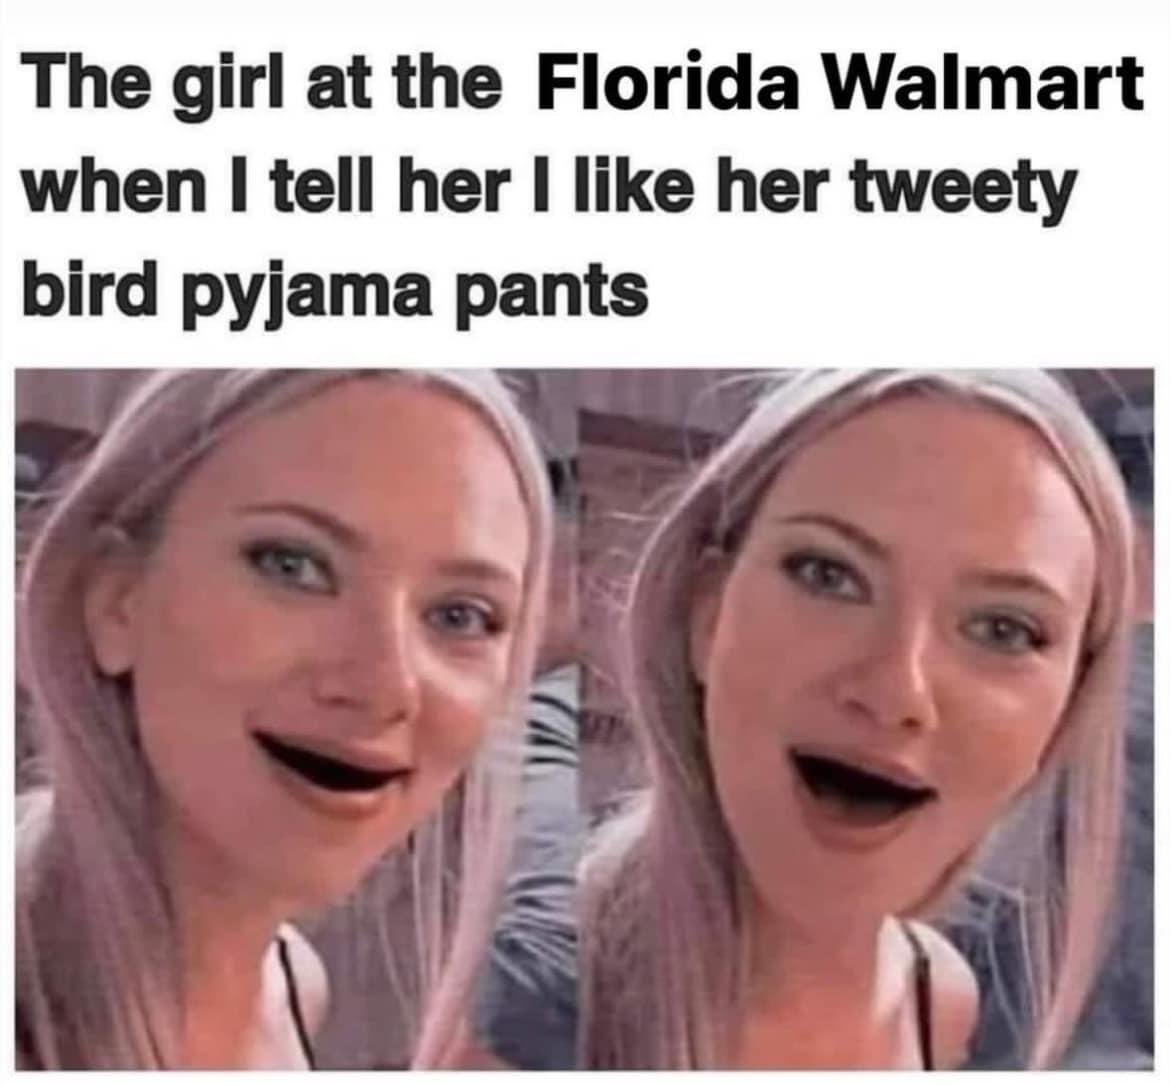 The girl at the Florida Walmart
when I tell her I like her tweety
bird pyjama pants